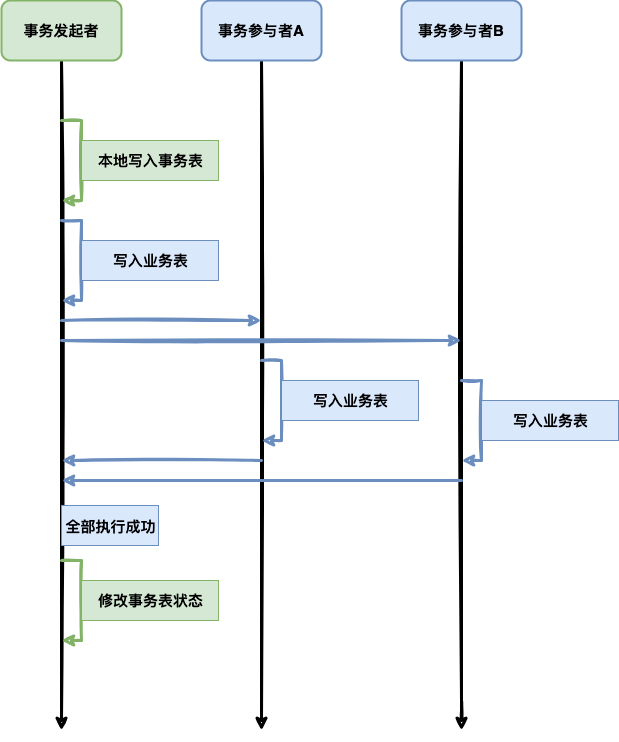 事务发起者
事务参与者A
事务参与者B
本地写入事务表
写入业务表
写入业务表
写入业务表
全部执行成功
修改事务表状态